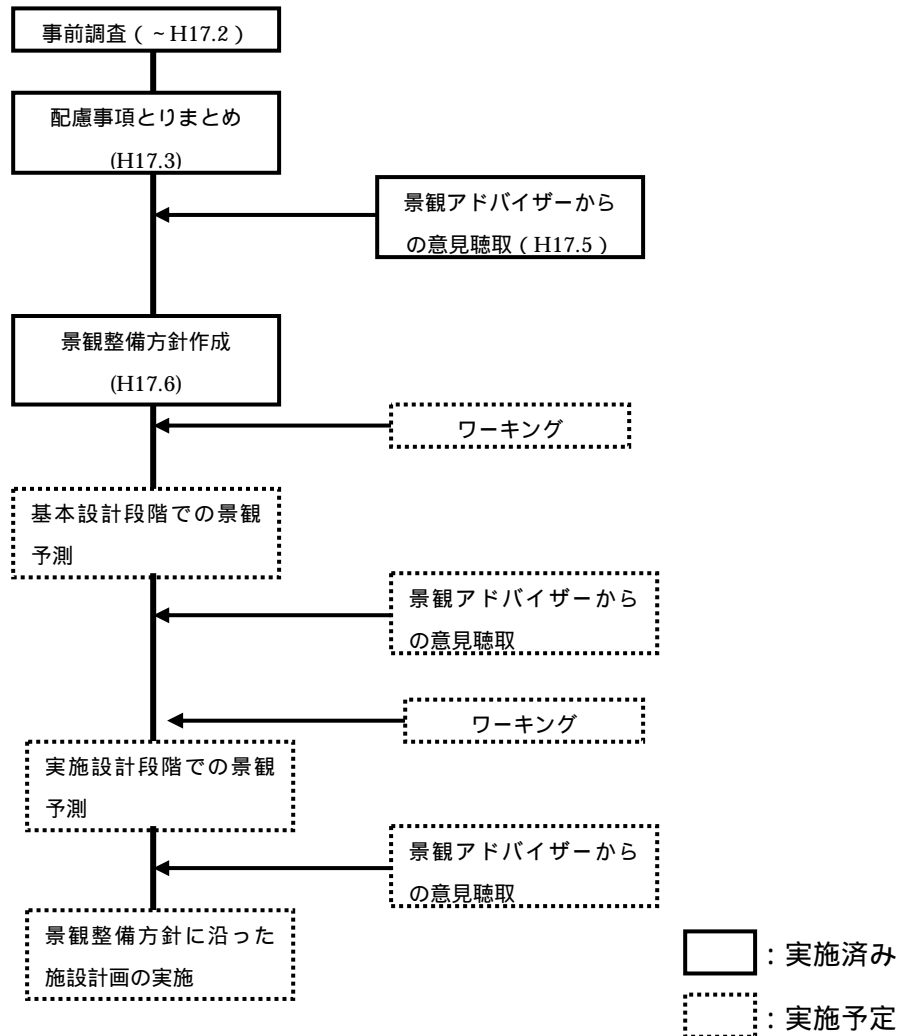 事前調査（～H17.2）
配慮事項とりまとめ
(H17.3)
景観アドバイザーから
の意見聴取（H17.5）
景観整備方針作成
(H17.6)
ワーキング
基本設計段階での景観
予測
景観アドバイザーから
の意見聴取
ワーキング
実施設計段階での景観
予測
景観アドバイザーから
の意見聴取
景観整備方針に沿った
施設計画の実施
：実施済み
：実施予定